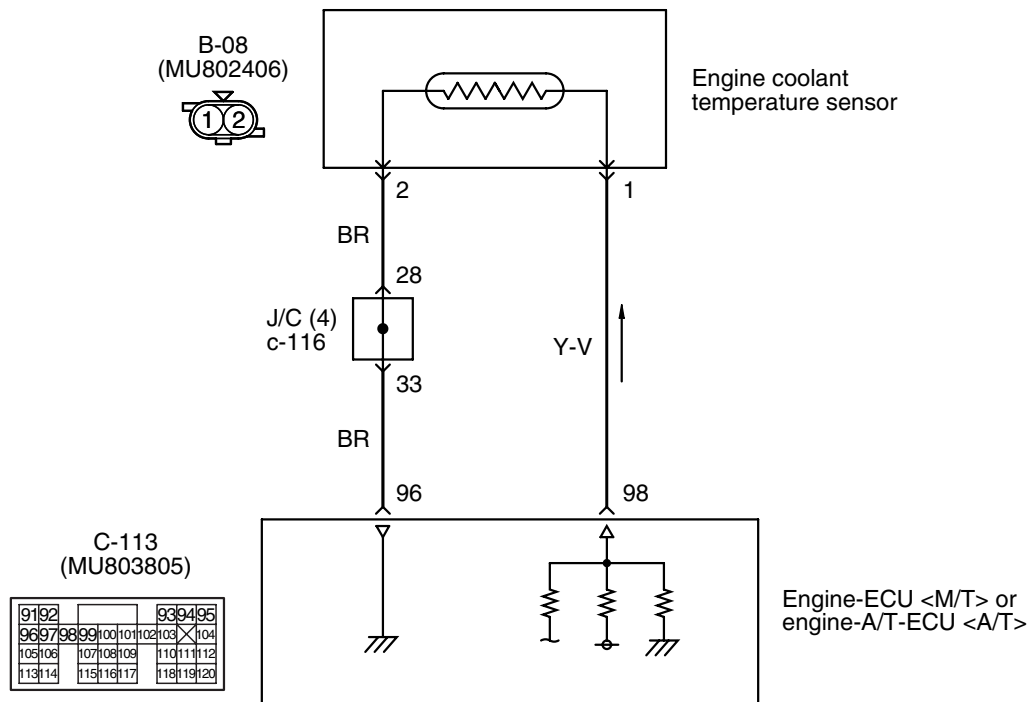 B-08
(MU802406)
1 2
Engine coolant
temperature sensor
2
1
BR
28
J/C (4)
c-116
Y-V
33
BR
96
98
C-113
(MU803805)
91 92 93 94 95
96 97 98 99 100 101 102 103 104
105 106 107 108 109 110 111 112
113 114 115 116 117 118 119 120
Engine-ECU <M/T> or
engine-A/T-ECU <A/T>